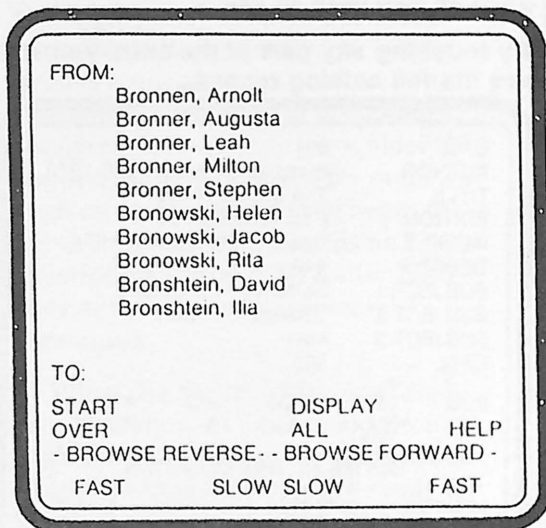 FROM:
Bronnen, Arnolt
Bronner, Augusta
Bronner, Leah
Bronner, Milton
Bronner, Stephen
Bronowski, Helen
Bronowski, Jacob
Bronowski, Rita
Bronshtein, David
Bronshtein, Ilia
TO:
START DISPLAY
OVER ALL HELP
- BROWSE REVERSE - - BROWSE FORWARD -
FAST SLOW SLOW FAST